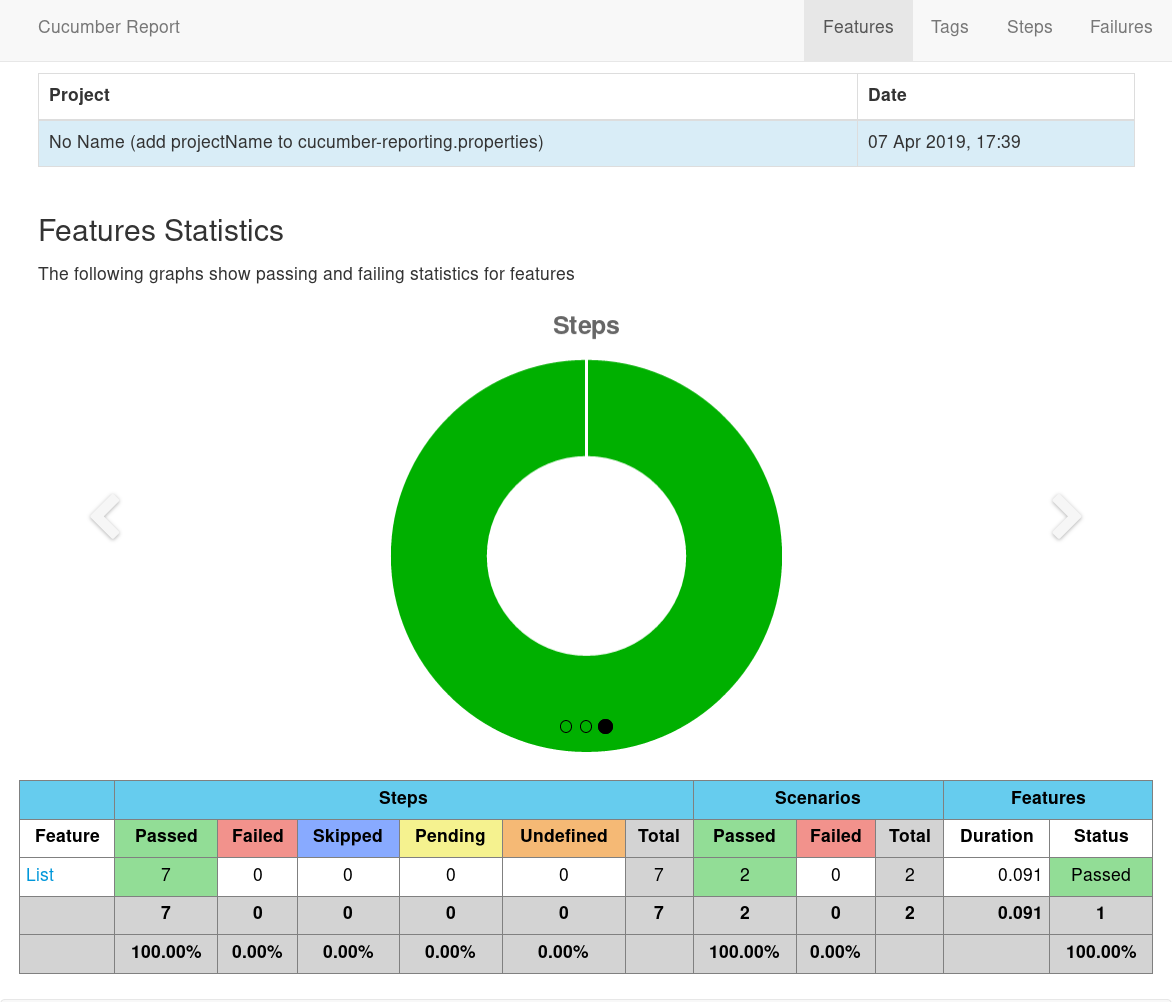 Cucumber Report Features Tags Steps Failures
Project Date
No Name (add projectName to cucumber-reporting.properties) 07 Apr 2019, 17:39
Features Statistics
The following graphs show passing and failing statistics for features
Steps
Steps Scenarios Features
Feature Passed Failed Skipped Pending Undefined Total Passed Failed Total Duration Status
List 7 0 0 0 0 7 2 0 2 0.091 Passed
7 0 0 0 0 7 2 0 2 0.091 1
100.00% 0.00% 0.00% 0.00% 0.00% 100.00% 0.00% 100.00%